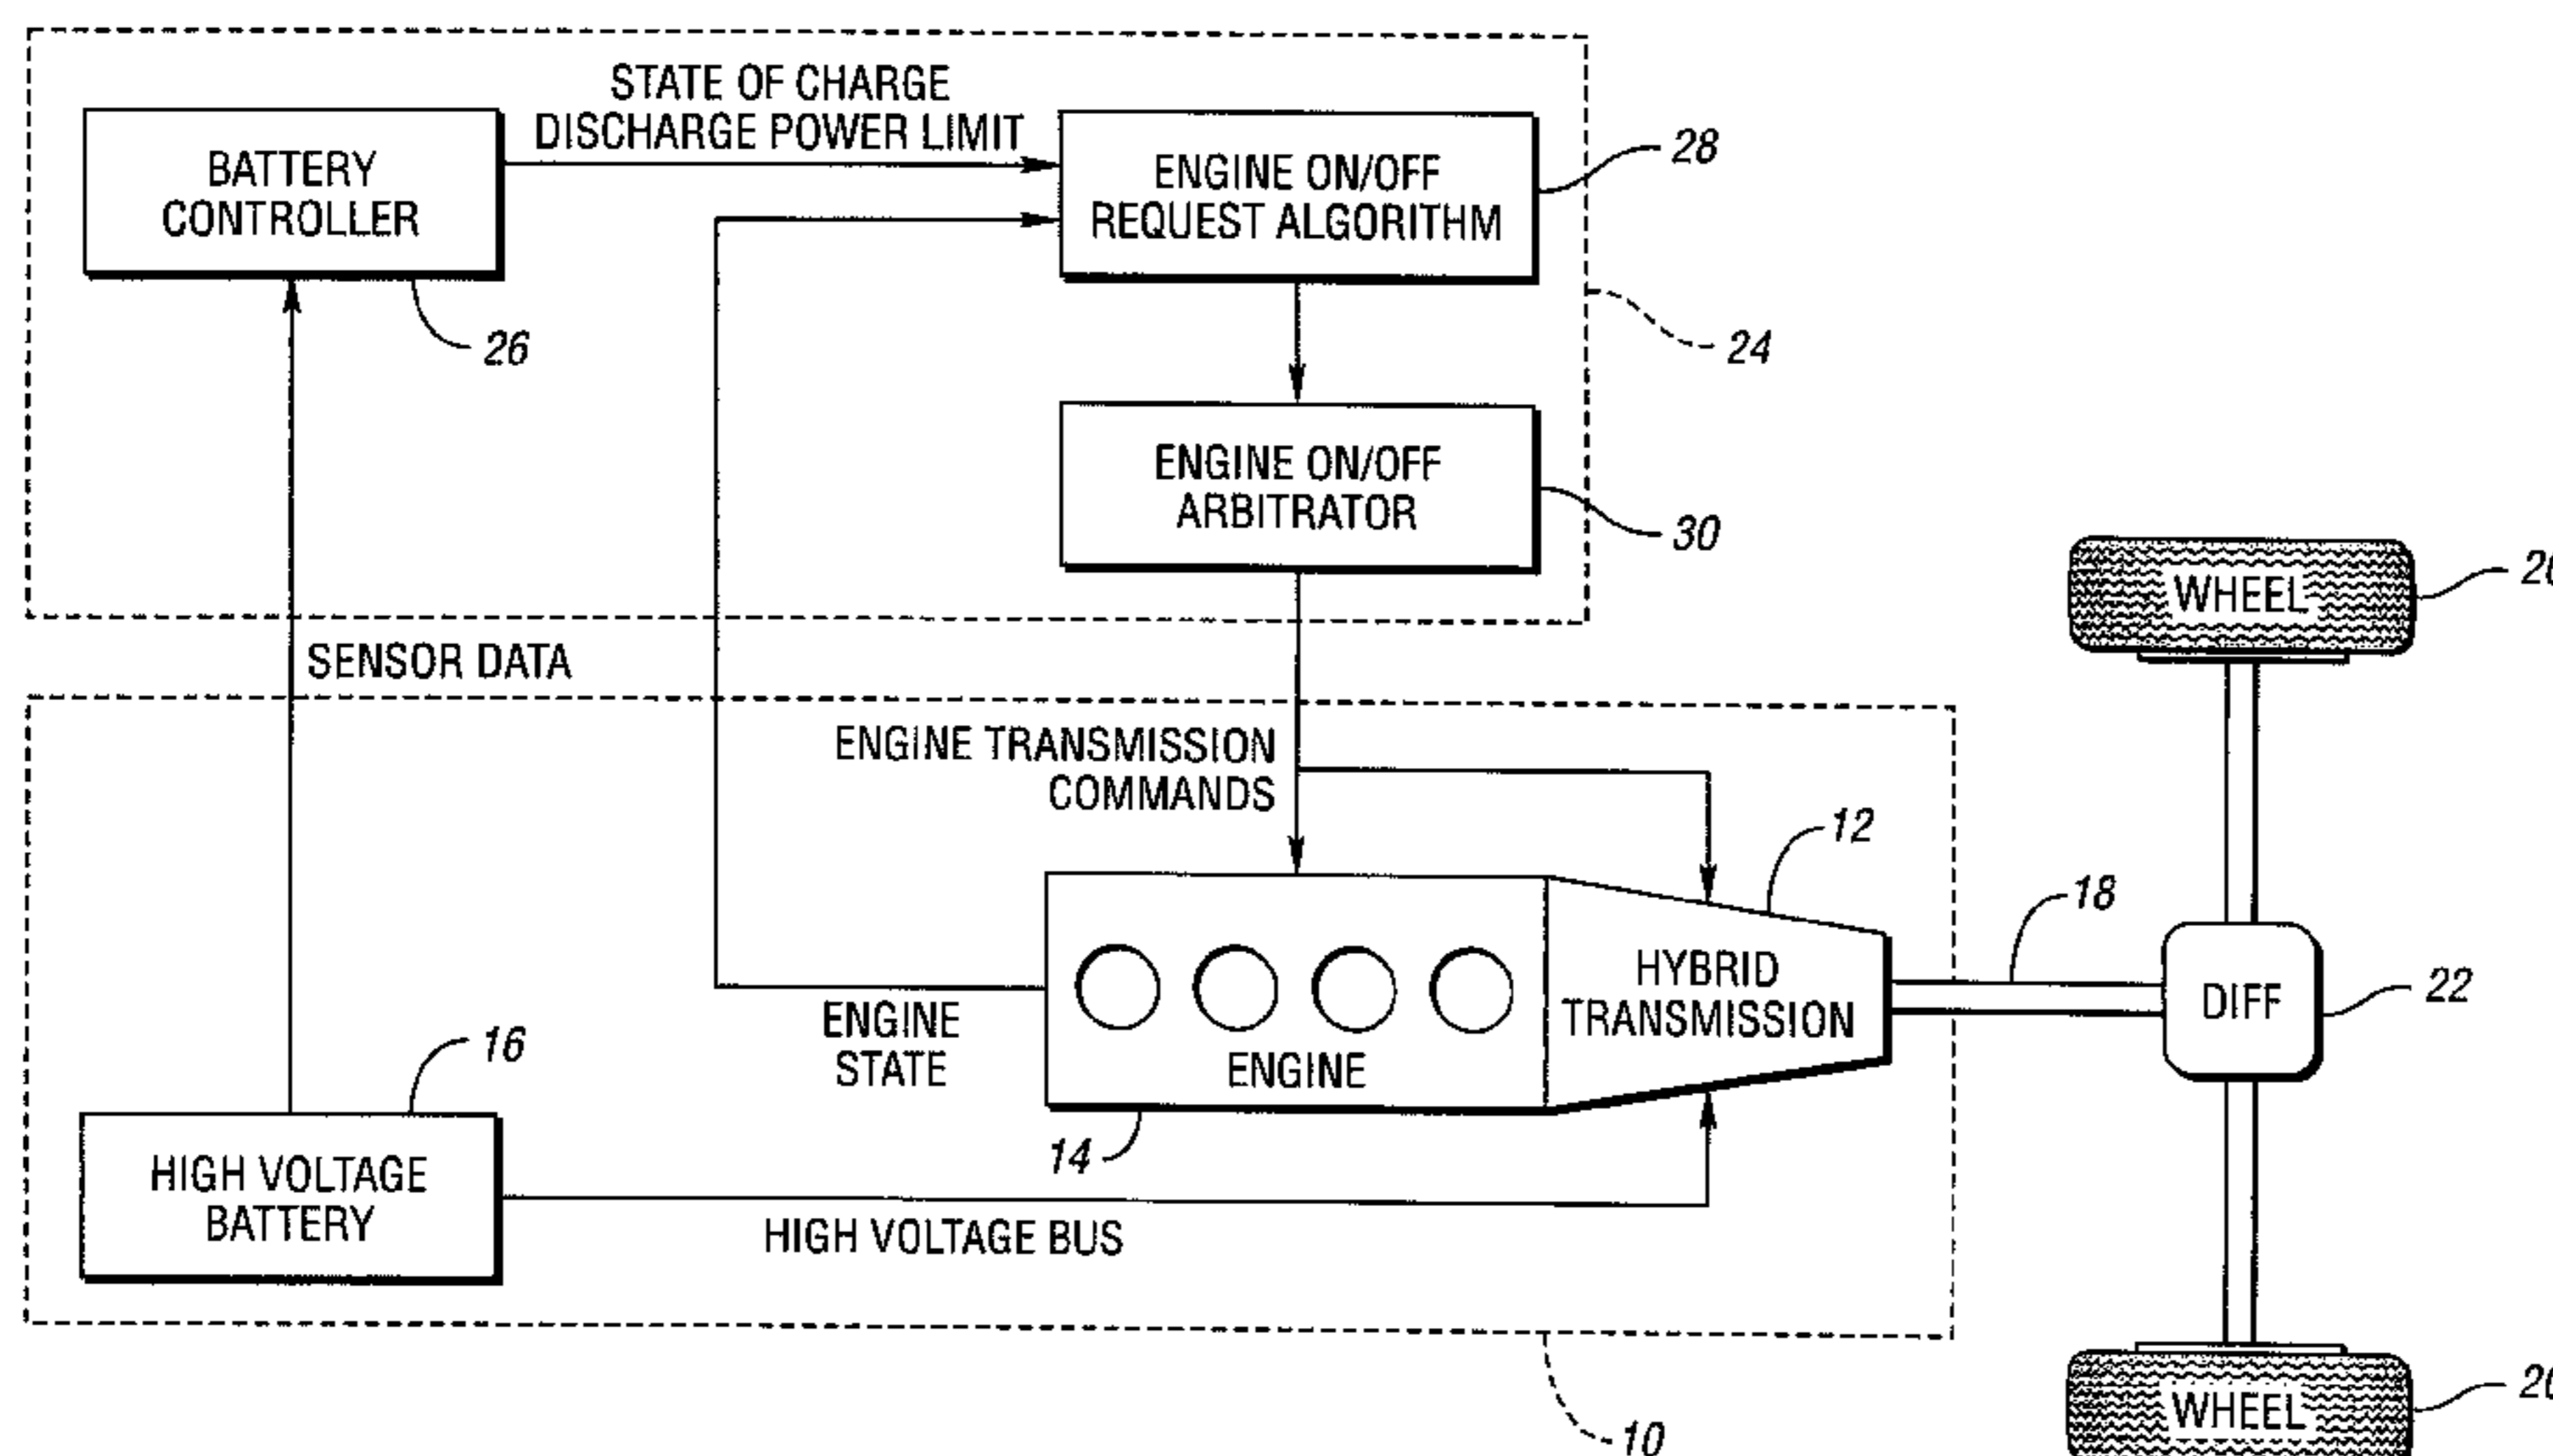 STATE OF CHARGE
DISCHARGE POWER LIMIT
BATTERY
CONTROLLER
26
ENGINE ON/OFF
REQUEST ALGORITHM
28
24
ENGINE ON/OFF
ARBITRATOR
30
SENSOR DATA
ENGINE TRANSMISSION
COMMANDS
12
HYBRID
TRANSMISSION
ENGINE
14
ENGINE
STATE
16
HIGH VOLTAGE
BATTERY
HIGH VOLTAGE BUS
10
18
DIFF
22
WHEEL
WHEEL